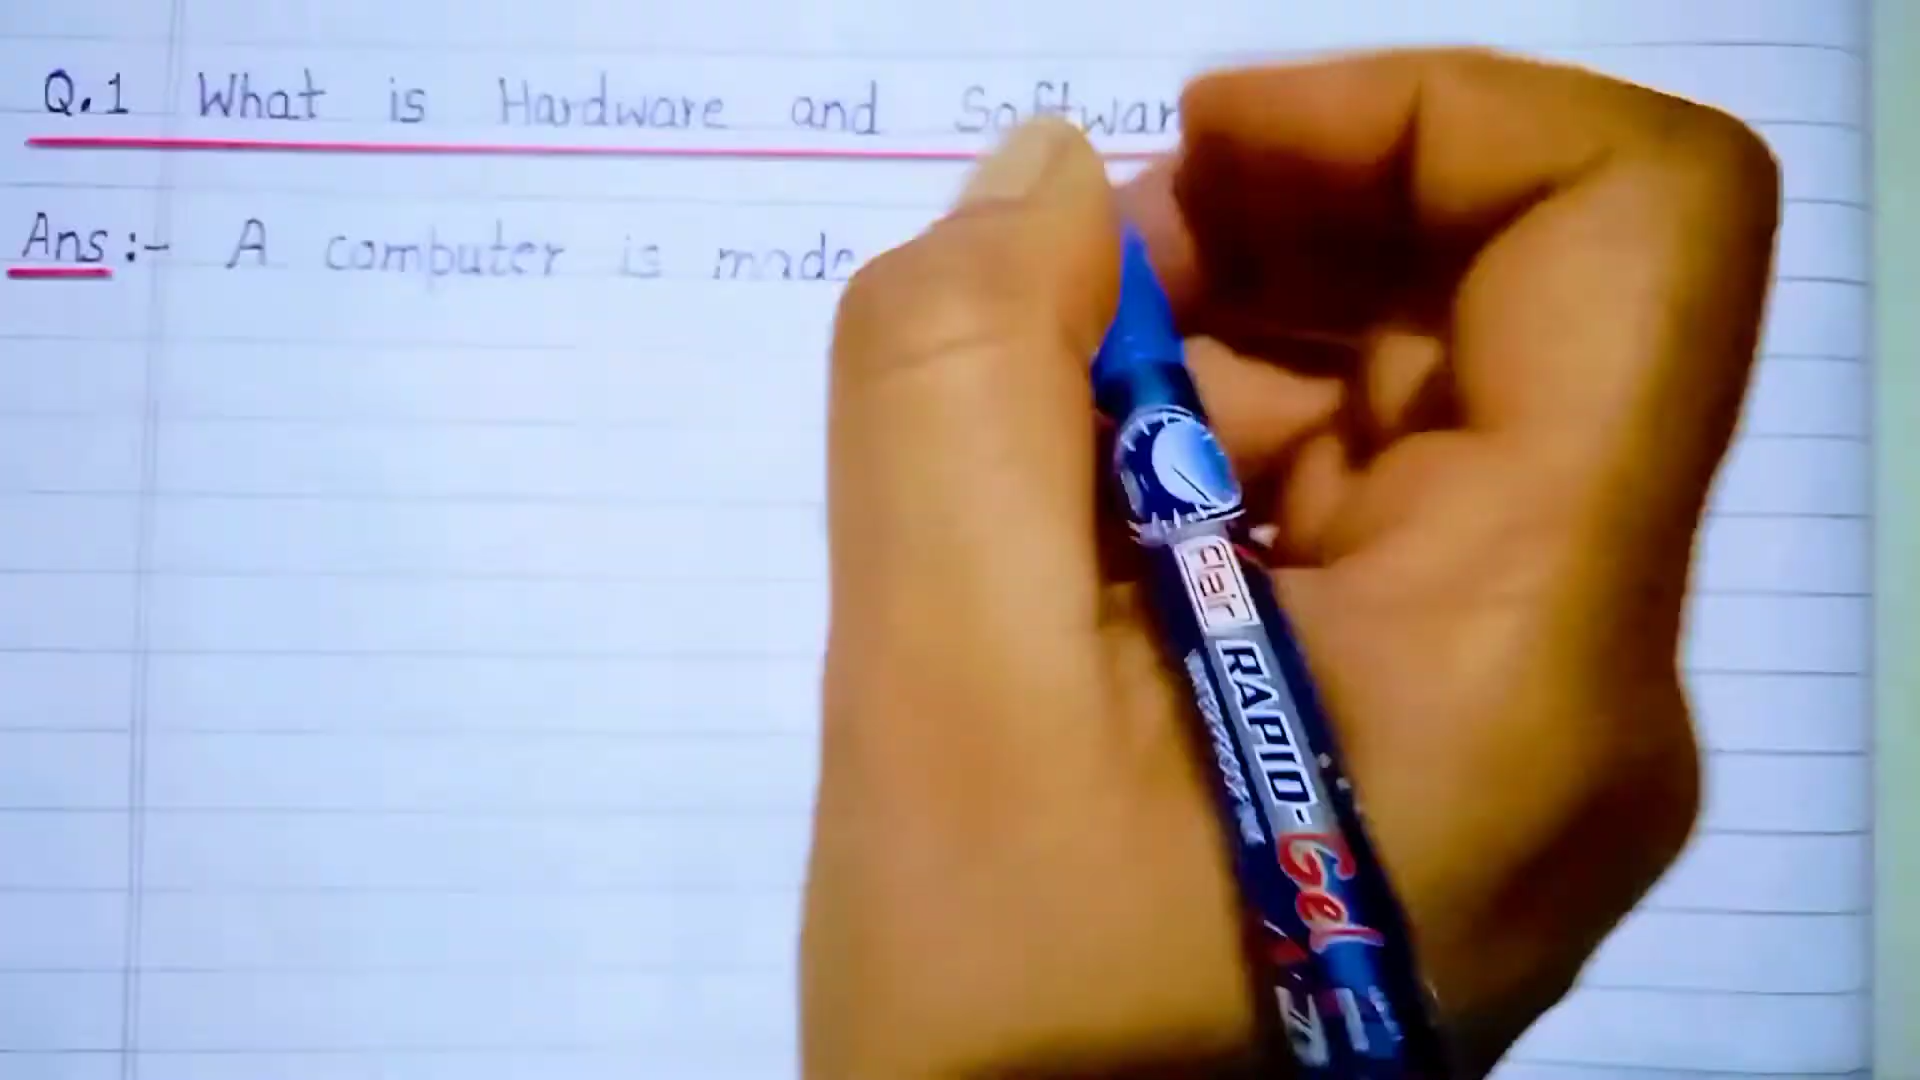 Q.1 What is Hardware and Softwar
Ans :- A computer is made
Flair
RAPID-
Gel